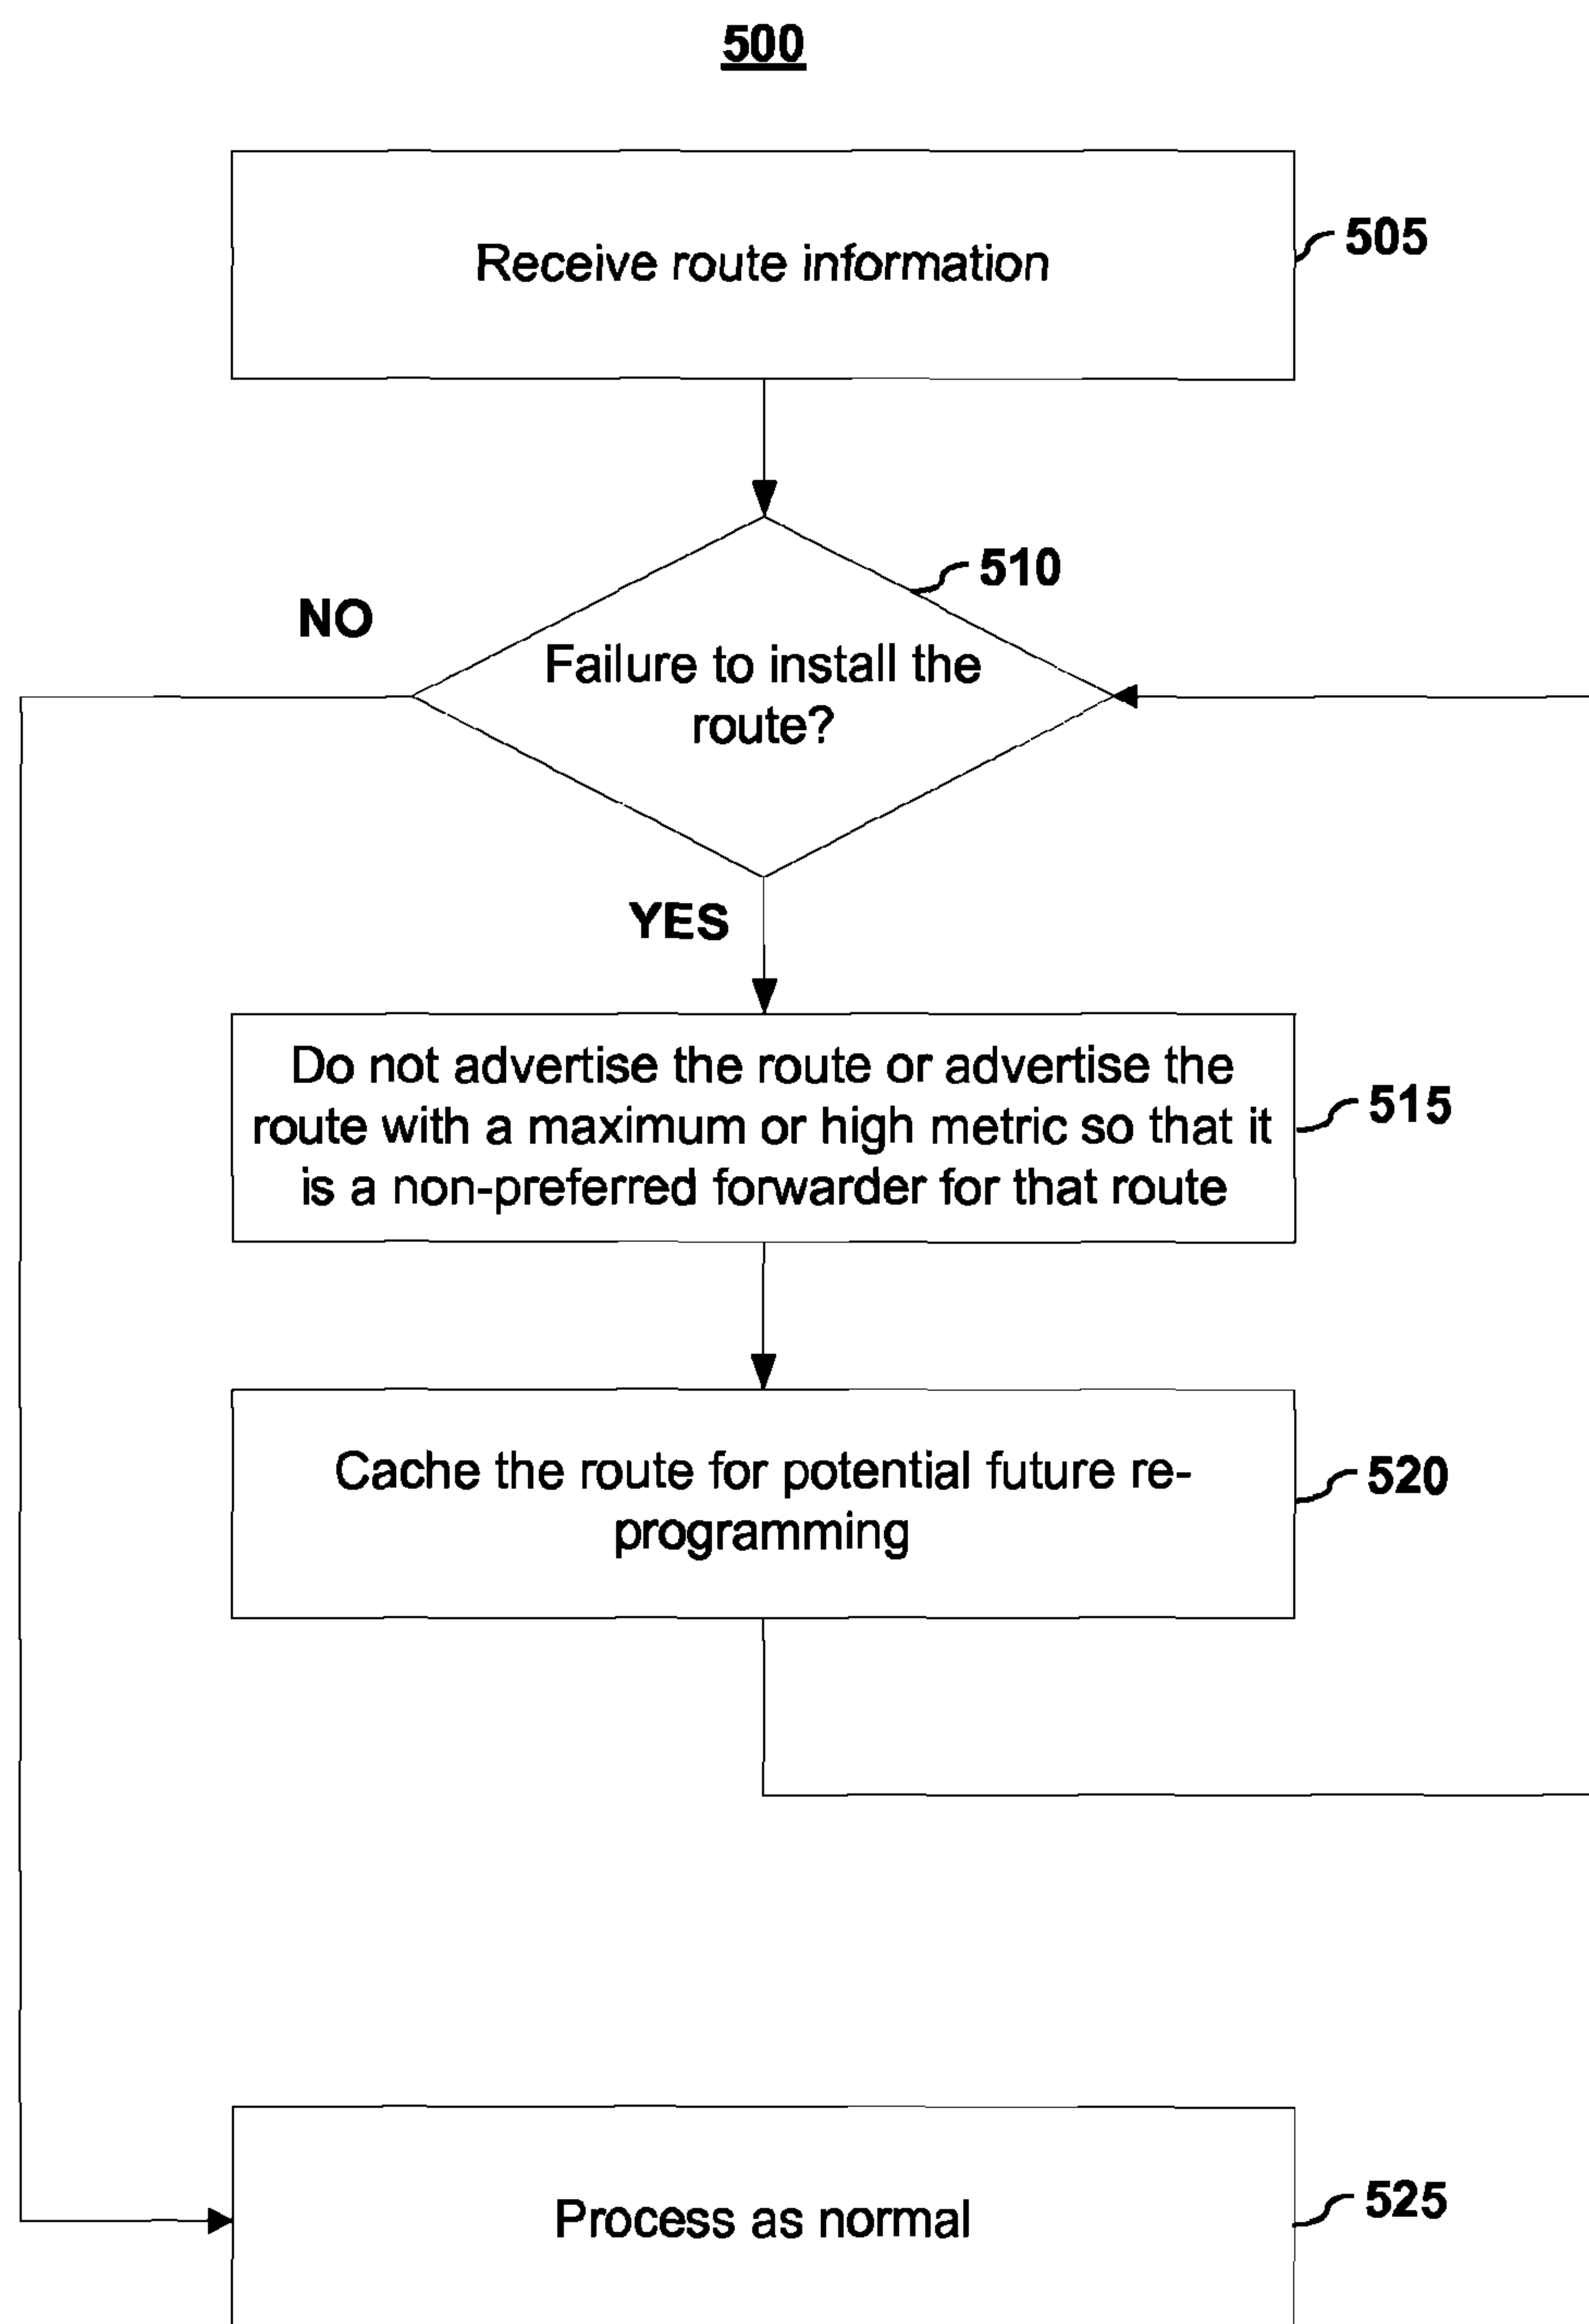 500
Receive route information
505
510
NO
Failure to install the
route?
YES
Do not advertise the route or advertise the
route with a maximum or high metric so that it
is a non-preferred forwarder for that route
515
Cache the route for potential future re-
programming
520
Process as normal
525